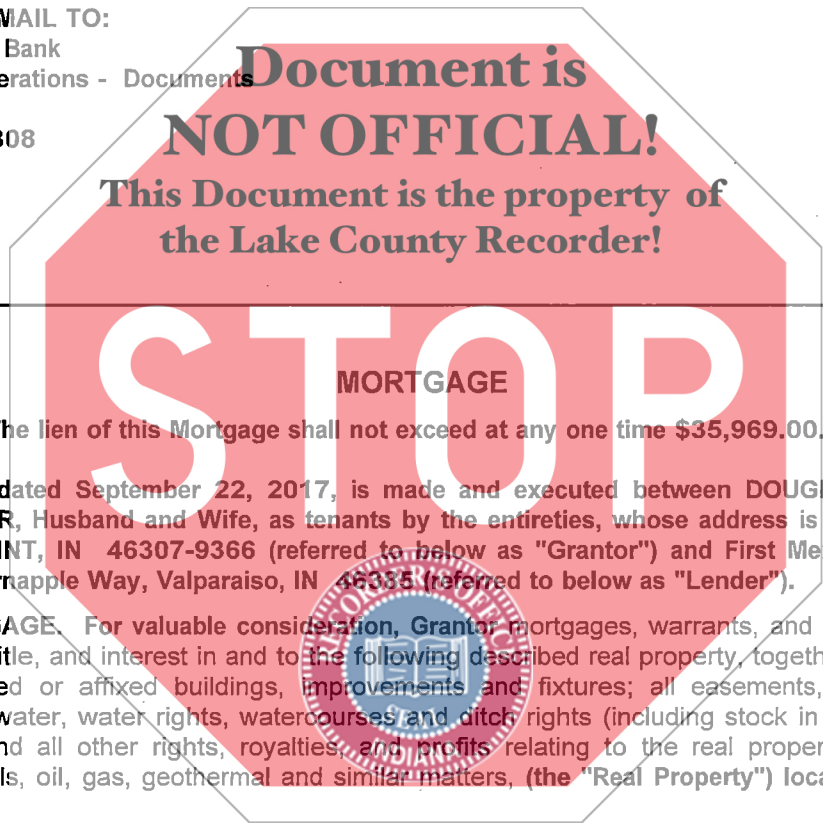 MAIL TO:
Bank
erations - Documents
308
Document is
NOT OFFICIAL!
This Document is the property of
the Lake County Recorder!
STOP
MORTGAGE
he lien of this Mortgage shall not exceed at any one time $35,969.00.
dated September 22, 2017, is made and executed between DOUGL
R, Husband and Wife, as tenants by the entireties, whose address is
INT, IN 46307-9366 (referred to below as "Grantor") and First Me
rnapple Way, Valparaiso, IN 46385 (referred to below as "Lender").
AGE. For valuable consideration, Grantor mortgages, warrants, and
itle, and interest in and to the following described real property, togeth
ed or affixed buildings, improvements and fixtures; all easements,
water, water rights, watercourses and ditch rights (including stock in
nd all other rights, royalties, and profits relating to the real proper
ls, oil, gas, geothermal and similar matters, (the "Real Property") loca
RECORDER'S OFFICE
SEAL
INDIANA